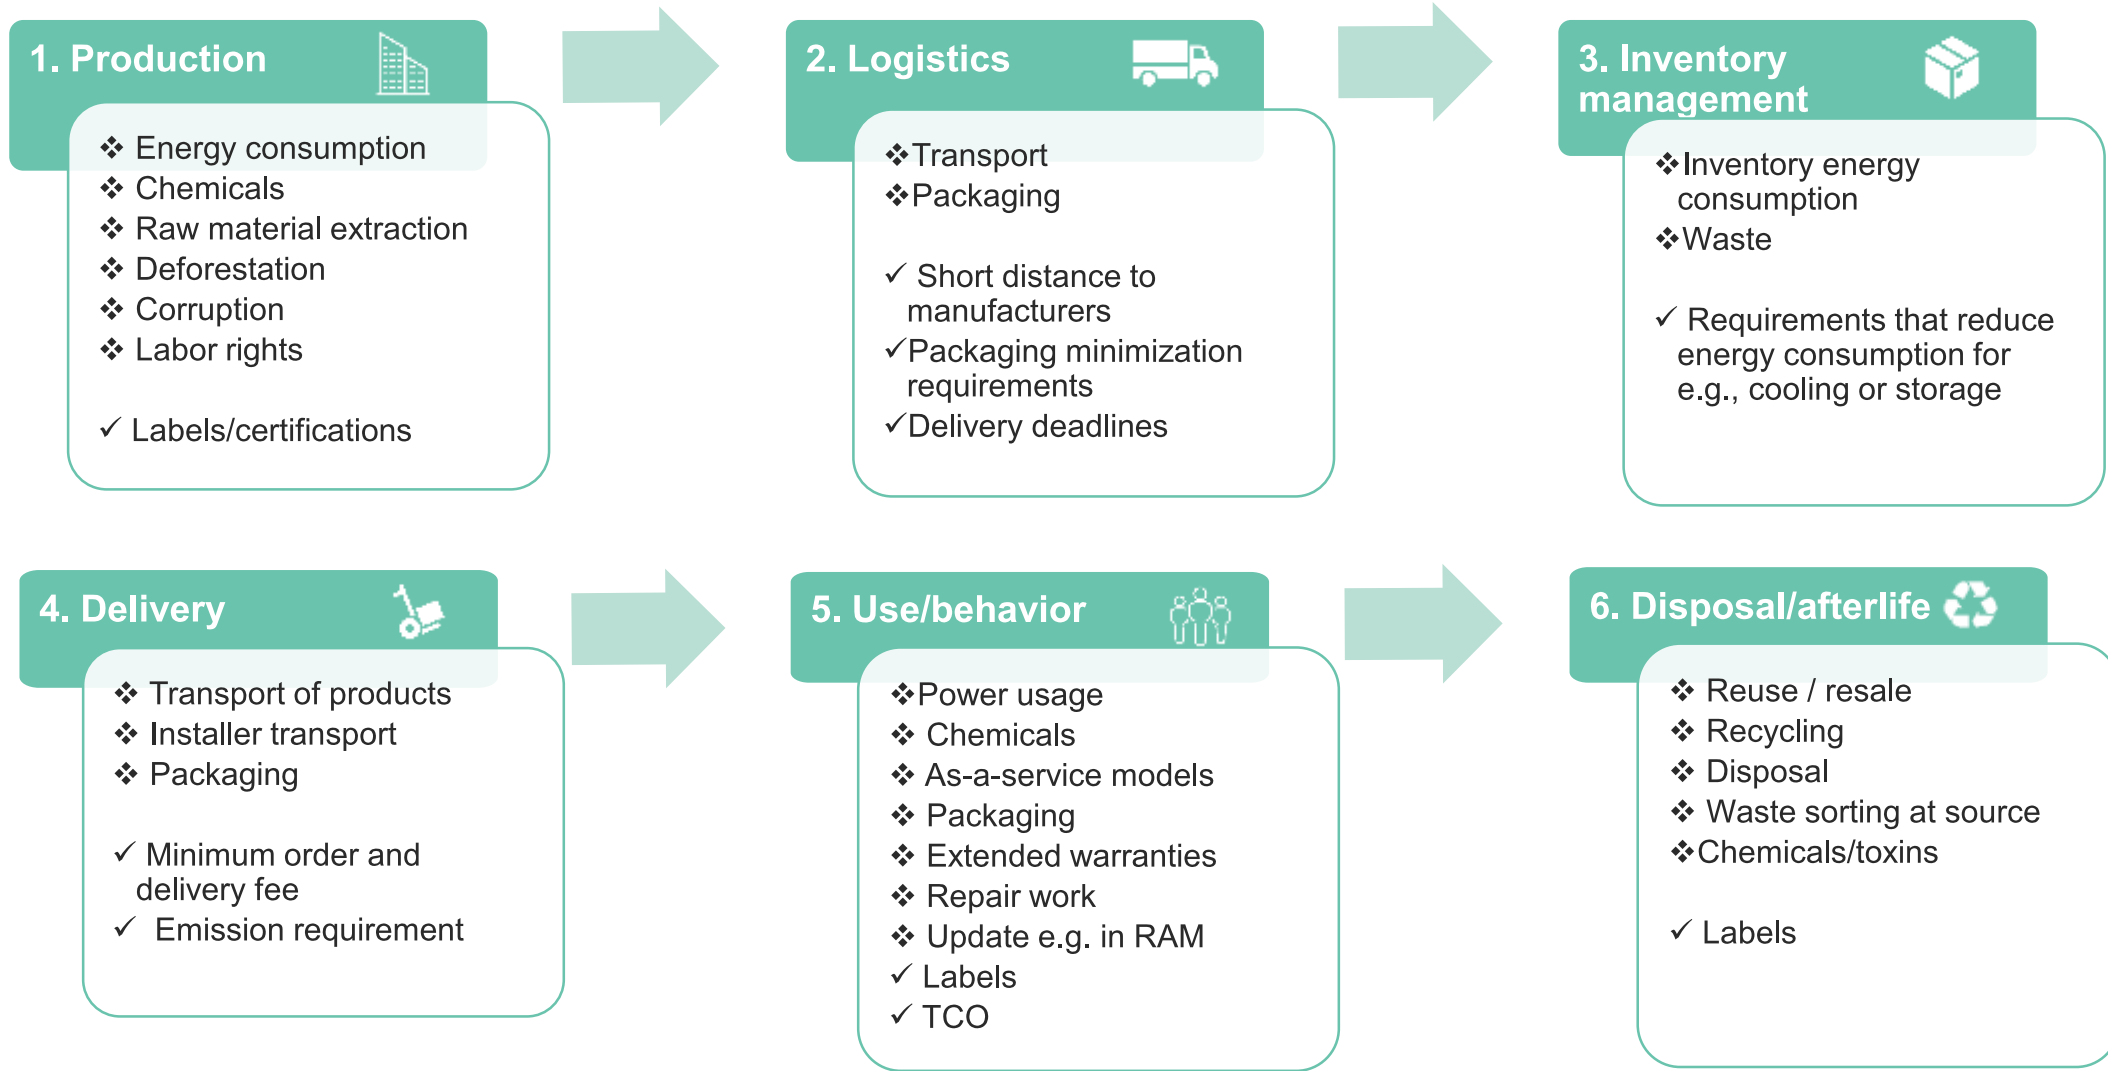 1. Production
❖ Energy consumption
❖ Chemicals
❖ Raw material extraction
❖ Deforestation
❖ Corruption
❖ Labor rights
✓ Labels/certifications
2. Logistics
❖Transport
❖Packaging
✓ Short distance to
manufacturers
✓Packaging minimization
requirements
✓Delivery deadlines
3. Inventory
management
❖Inventory energy
consumption
❖Waste
✓ Requirements that reduce
energy consumption for
e.g., cooling or storage
4. Delivery
❖ Transport of products
❖ Installer transport
❖ Packaging
✓ Minimum order and
delivery fee
✓ Emission requirement
5. Use/behavior
❖Power usage
❖ Chemicals
❖ As-a-service models
❖ Packaging
❖ Extended warranties
❖ Repair work
❖ Update e.g. in RAM
✓ Labels
✓ TCO
6. Disposal/afterlife
❖ Reuse / resale
❖ Recycling
❖ Disposal
❖ Waste sorting at source
❖Chemicals/toxins
✓ Labels